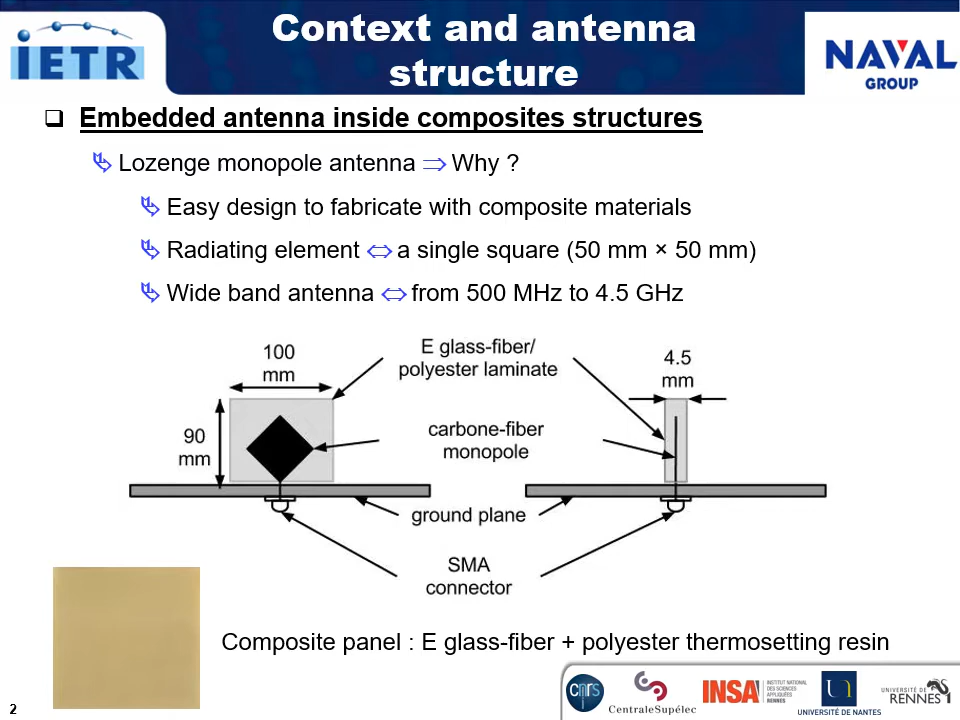 Context and antenna
structure
IETR
NAVAL
GROUP
❑ Embedded antenna inside composites structures
Lozenge monopole antenna ⇒ Why ?
Easy design to fabricate with composite materials
Radiating element ⇔ a single square (50 mm × 50 mm)
Wide band antenna ⇔ from 500 MHz to 4.5 GHz
100
mm
E glass-fiber/
polyester laminate
4.5
mm
90
mm
carbone-fiber
monopole
ground plane
SMA
connector
Composite panel : E glass-fiber + polyester thermosetting resin
cnrs
CentraleSupélec
INSA
INSTITUT NATIONAL
DES SCIENCES
APPLIQUÉES
RENNES
UNIVERSITÉ DE NANTES
UNIVERSITÉ DE
RENNES 1
2